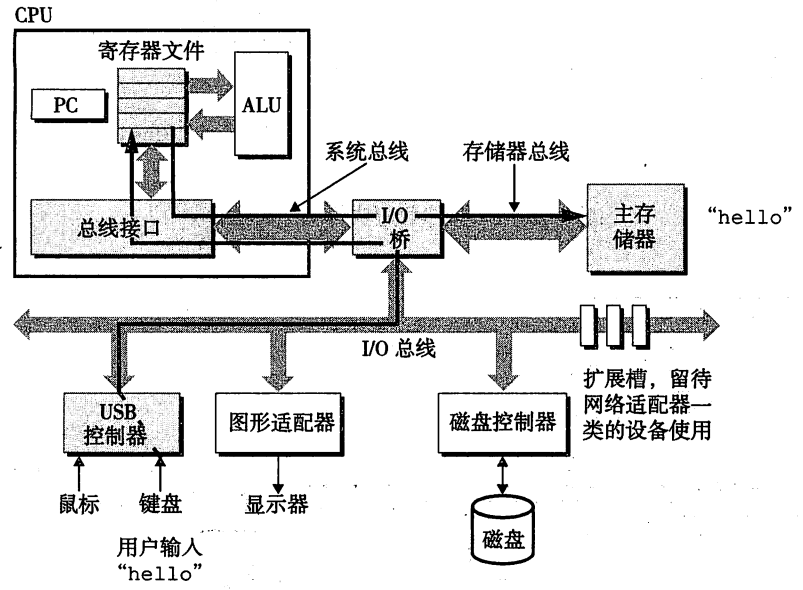 CPU
寄存器文件
PC
ALU
系统总线
存储器总线
总线接口
I/O
桥
主存
储器
“hello”
I/O 总线
扩展槽，留待
网络适配器一
类的设备使用
USB
控制器
图形适配器
磁盘控制器
鼠标
键盘
显示器
磁盘
用户输入
“hello”